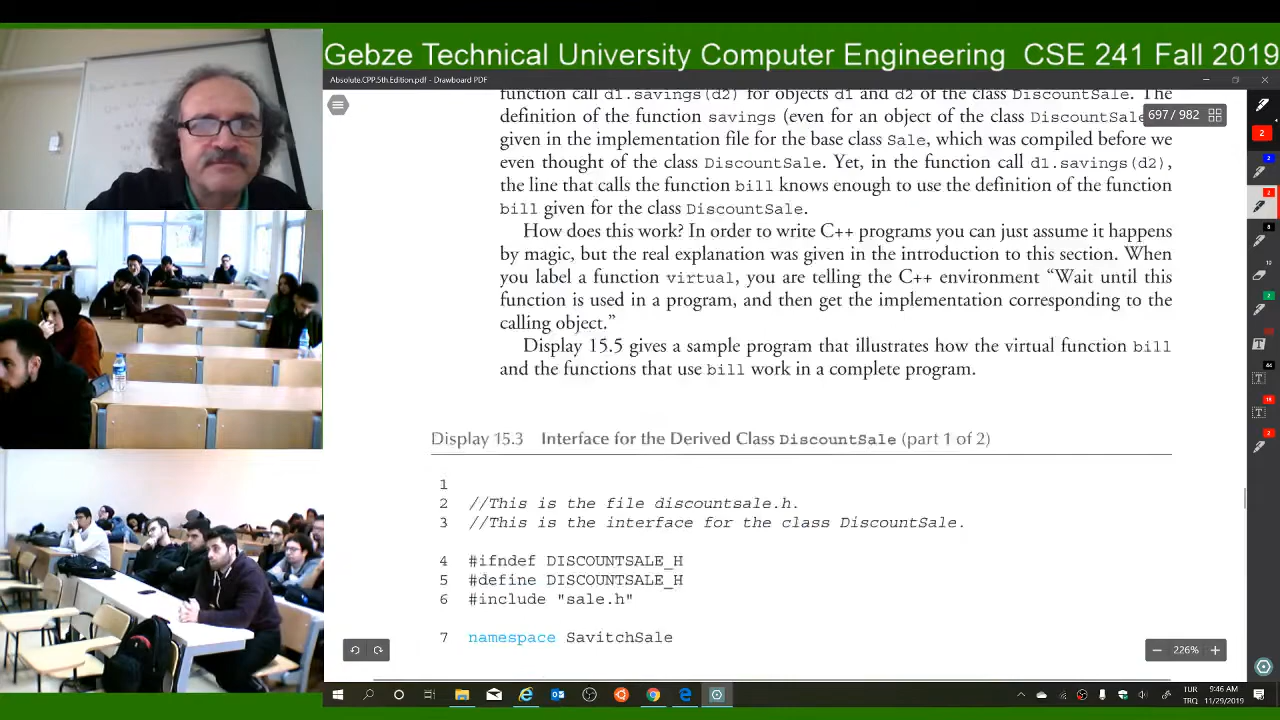 Gebze Technical University Computer Engineering CSE 241 Fall 2019
Absolute.CPP.5th.Edition.pdf - Drawboard PDF
function call d1.savings(d2) for objects d1 and d2 of the class DiscountSale. The
697 / 982
definition of the function savings (even for an object of the class DiscountSale
given in the implementation file for the base class Sale, which was compiled before we
even thought of the class DiscountSale. Yet, in the function call d1.savings(d2),
the line that calls the function bill knows enough to use the definition of the function
bill given for the class DiscountSale.
How does this work? In order to write C++ programs you can just assume it happens
by magic, but the real explanation was given in the introduction to this section. When
you label a function virtual, you are telling the C++ environment “Wait until this
function is used in a program, and then get the implementation corresponding to the
calling object.”
Display 15.5 gives a sample program that illustrates how the virtual function bill
and the functions that use bill work in a complete program.
Display 15.3 Interface for the Derived Class DiscountSale (part 1 of 2)
1
2 //This is the file discountsale.h.
3 //This is the interface for the class DiscountSale.
4 #ifndef DISCOUNTSALE_H
5 #define DISCOUNTSALE_H
6 #include "sale.h"
7 namespace SavitchSale
226%
TUR
TRQ
9:46 AM
11/29/2019